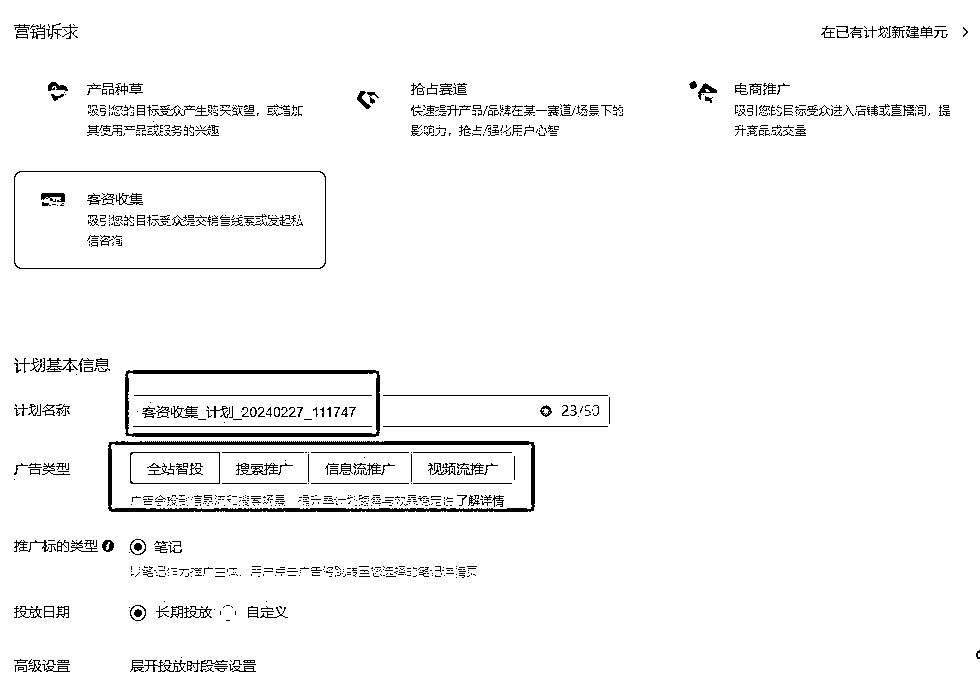 营销诉求
在已有计划新建单元
产品种草
吸引您的目标受众产生购买欲望，或增加
其使用产品或服务的兴趣
抢占赛道
快速提升产品/品牌在某一赛道/场景下的
影响力，抢占/强化用户心智
电商推广
吸引您的目标受众进入店铺或直播间，提
升商品成交量
客资收集
吸引您的目标受众提交销售线索或发起私
信咨询
计划基本信息
计划名称
客资收集_计划_20240227_111747
23/50
广告类型
全站智投 搜索推广 信息流推广 视频流推广
广告会投到信息流和搜索场景，提升单计划跑量与效果稳定性 了解详情
推广标的类型 笔记
以笔记作为推广主体，用户点击广告将跳转至您选择的笔记详情页
投放日期 长期投放 自定义
高级设置 展开投放时段等设置